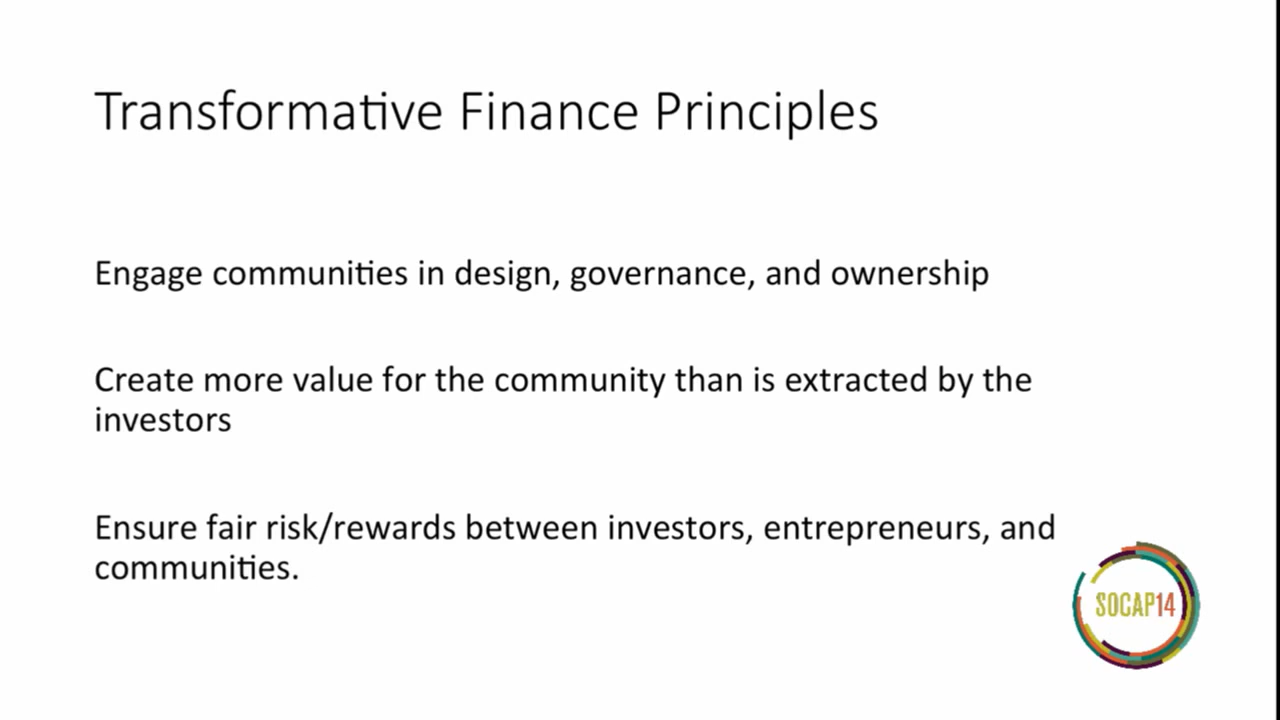 Transformative Finance Principles
Engage communities in design, governance, and ownership
Create more value for the community than is extracted by the
investors
Ensure fair risk/rewards between investors, entrepreneurs, and
communities.
SOCAP14